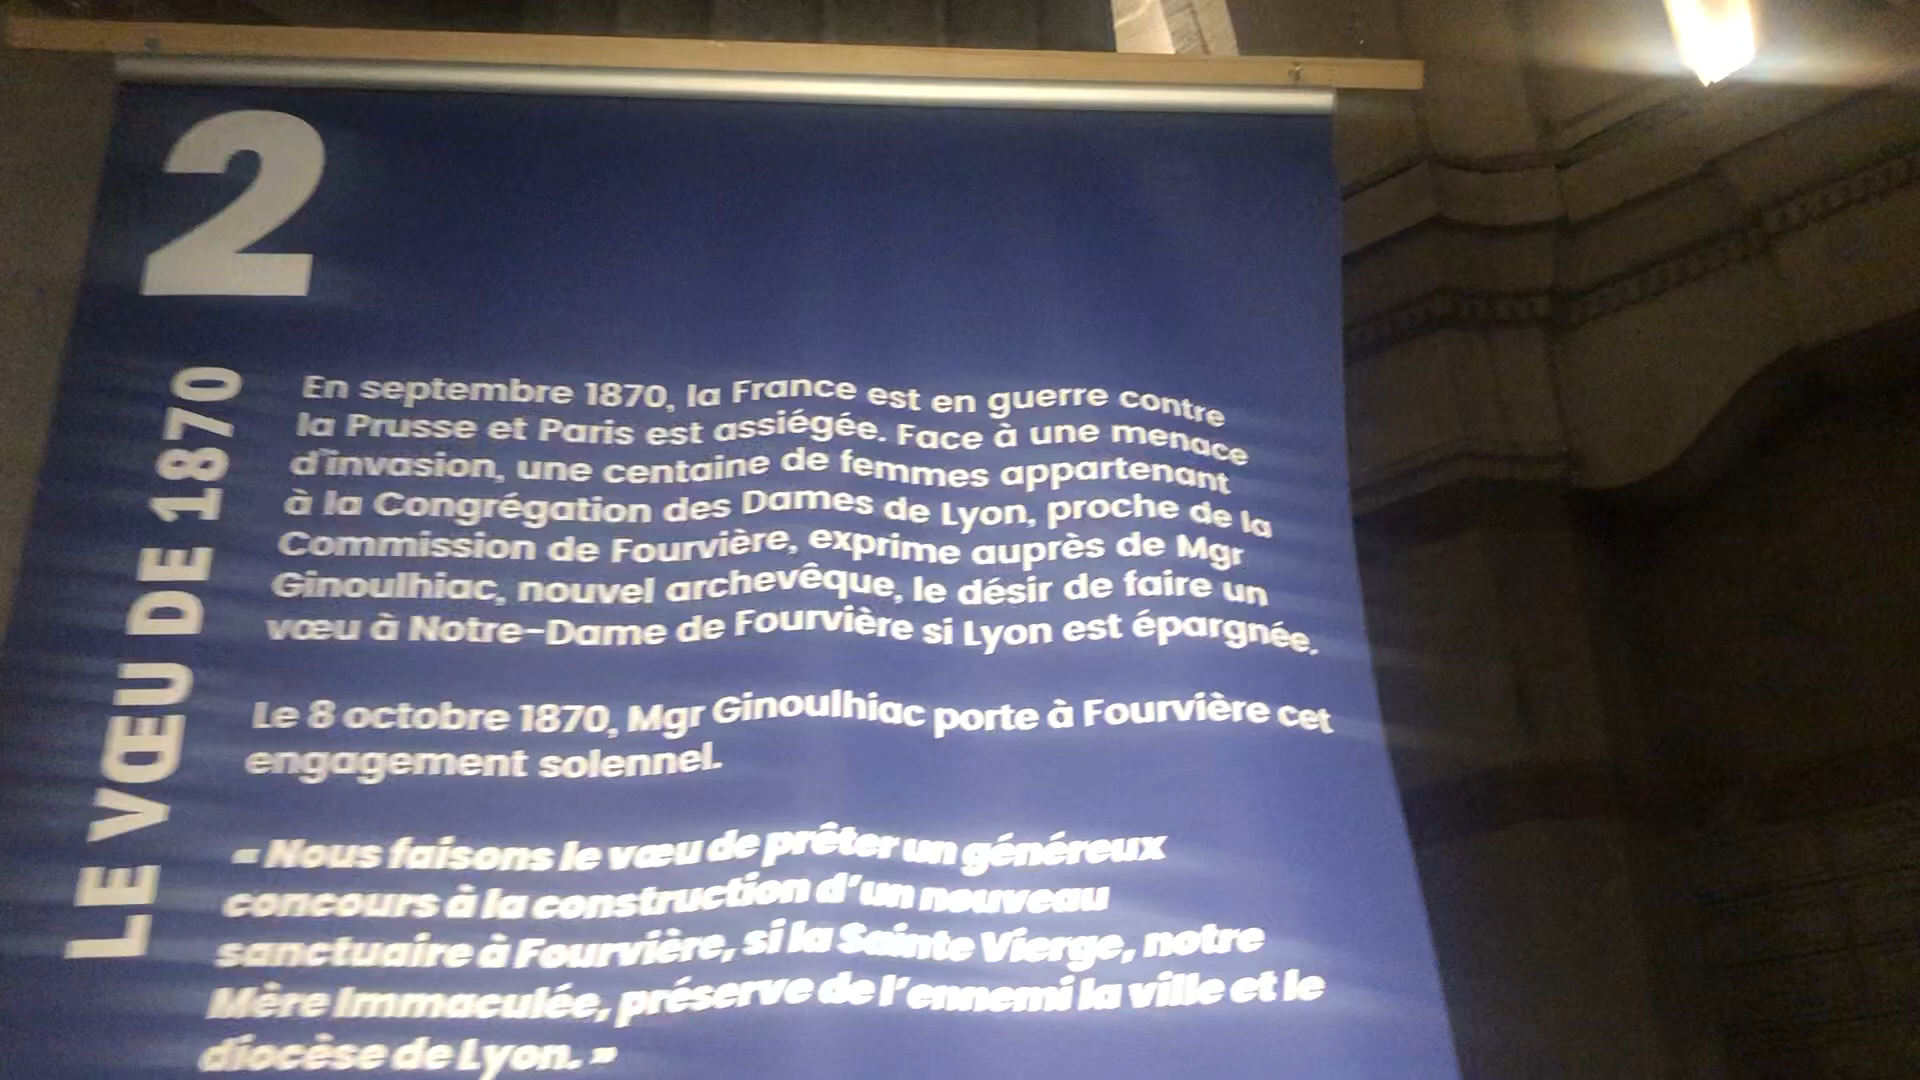 2
LE VŒU DE 1870
En septembre 1870, la France est en guerre contre
la Prusse et Paris est assiégée. Face à une menace
d'invasion, une centaine de femmes appartenant
à la Congrégation des Dames de Lyon, proche de la
Commission de Fourvière, exprime auprès de Mgr
Ginoulhiac, nouvel archevêque, le désir de faire un
vœu à Notre-Dame de Fourvière si Lyon est épargnée.
Le 8 octobre 1870, Mgr Ginoulhiac porte à Fourvière cet
engagement solennel.
« Nous faisons le vœu de prêter un généreux
concours à la construction d'un nouveau
sanctuaire à Fourvière, si la Sainte Vierge, notre
Mère Immaculée, préserve de l'ennemi la ville et le
diocèse de Lyon. »